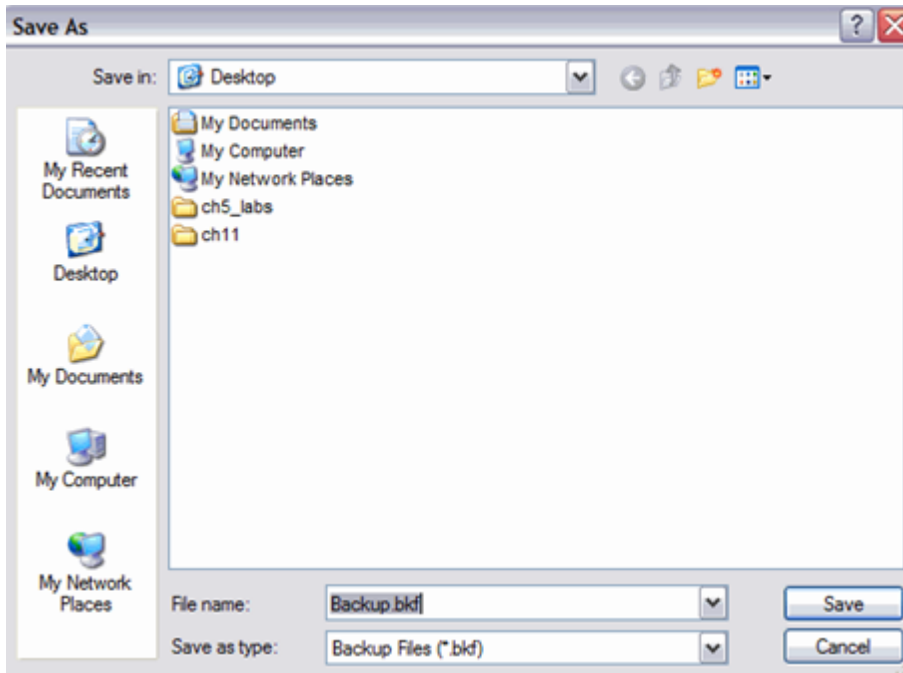 Save As
Save in:
Desktop
My Recent
Documents
Desktop
My Documents
My Computer
My Network
Places
My Documents
My Computer
My Network Places
ch5_labs
ch11
File name:
Backup.bkf
Save
Save as type:
Backup Files (*.bkf)
Cancel